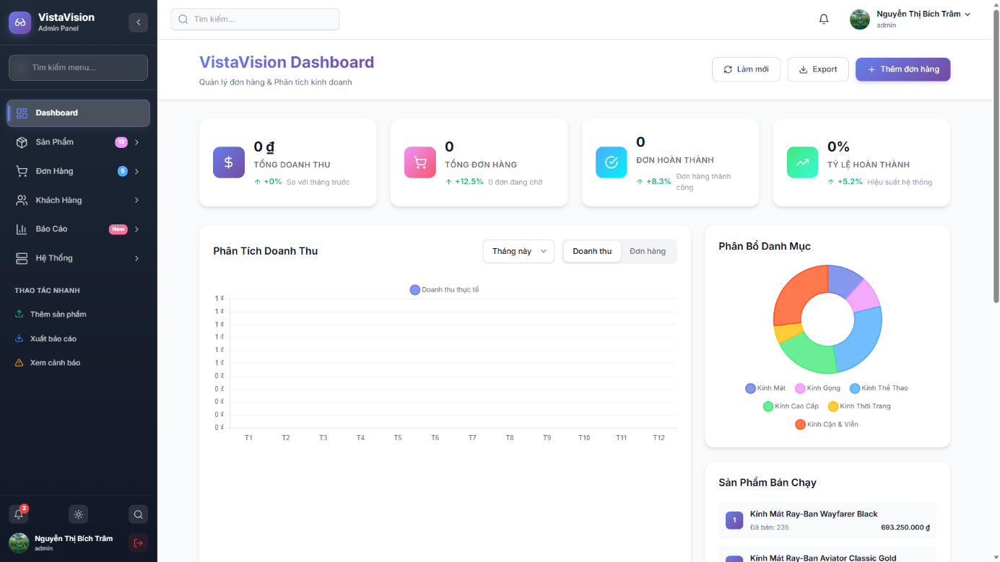 VistaVision
Admin Panel
Tìm kiếm menu...
Dashboard
Sản Phẩm 12
Đơn Hàng 5
Khách Hàng
Báo Cáo New
Hệ Thống
THAO TÁC NHANH
Thêm sản phẩm
Xuất báo cáo
Xem cảnh báo
2
Nguyễn Thị Bích Trâm
admin
Tìm kiếm...
Nguyễn Thị Bích Trâm
admin
VistaVision Dashboard
Quản lý đơn hàng & Phân tích kinh doanh
Làm mới
Export
Thêm đơn hàng
0 ₫
TỔNG DOANH THU
+0% So với tháng trước
0
TỔNG ĐƠN HÀNG
+12.5% 0 đơn đang chờ
0
ĐƠN HOÀN THÀNH
+8.3% Đơn hàng thành
công
0%
TỶ LỆ HOÀN THÀNH
+5.2% Hiệu suất hệ thống
Phân Tích Doanh Thu
Tháng này
Doanh thu
Đơn hàng
Doanh thu thực tế
1 ₫
1 ₫
1 ₫
1 ₫
1 ₫
1 ₫
0 ₫
0 ₫
0 ₫
0 ₫
0 ₫
T1 T2 T3 T4 T5 T6 T7 T8 T9 T10 T11 T12
Phân Bổ Danh Mục
Kính Mát Kính Gọng Kính Thể Thao
Kính Cao Cấp Kính Thời Trang
Kính Cận & Viễn
Sản Phẩm Bán Chạy
1
Kính Mát Ray-Ban Wayfarer Black
Đã bán: 235 693.250.000 ₫
Kính Mát Ray-Ban Aviator Classic Gold